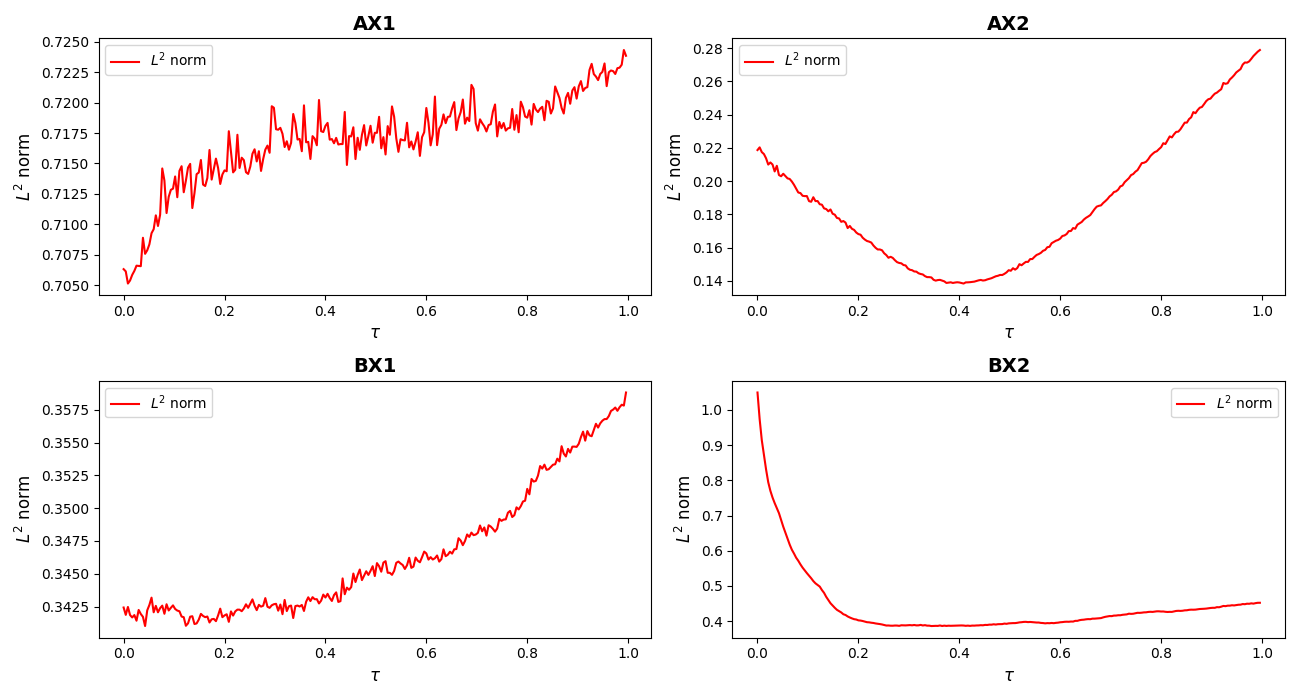 AX1
L² norm
0.7250
0.7225
0.7200
0.7175
0.7150
0.7125
0.7100
0.7075
0.7050
L² norm
0.0 0.2 0.4 0.6 0.8 1.0
τ
AX2
L² norm
0.28
0.26
0.24
0.22
0.20
0.18
0.16
0.14
L² norm
0.0 0.2 0.4 0.6 0.8 1.0
τ
BX1
L² norm
0.3575
0.3550
0.3525
0.3500
0.3475
0.3450
0.3425
L² norm
0.0 0.2 0.4 0.6 0.8 1.0
τ
BX2
L² norm
1.0
0.9
0.8
0.7
0.6
0.5
0.4
L² norm
0.0 0.2 0.4 0.6 0.8 1.0
τ